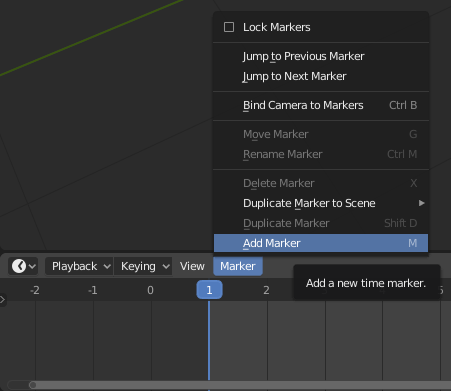 Lock Markers
Jump to Previous Marker
Jump to Next Marker
Bind Camera to Markers Ctrl B
Move Marker G
Rename Marker Ctrl M
Delete Marker X
Duplicate Marker to Scene
Duplicate Marker Shift D
Add Marker M
Playback Keying View Marker
Add a new time marker.
-2 -1 0 1 2 5